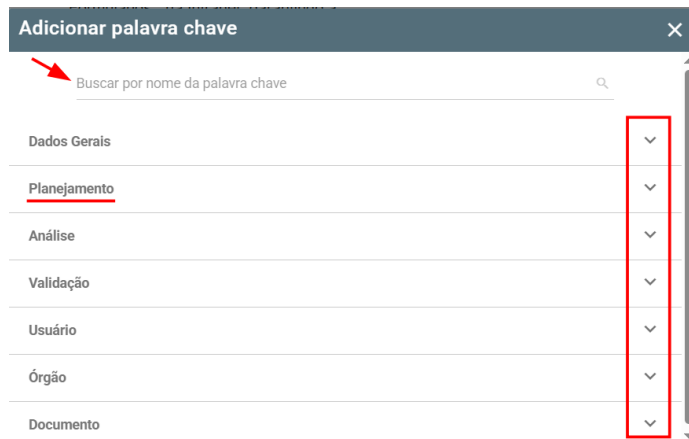 Adicionar palavra chave
Buscar por nome da palavra chave
Dados Gerais
Planejamento
Análise
Validação
Usuário
Órgão
Documento